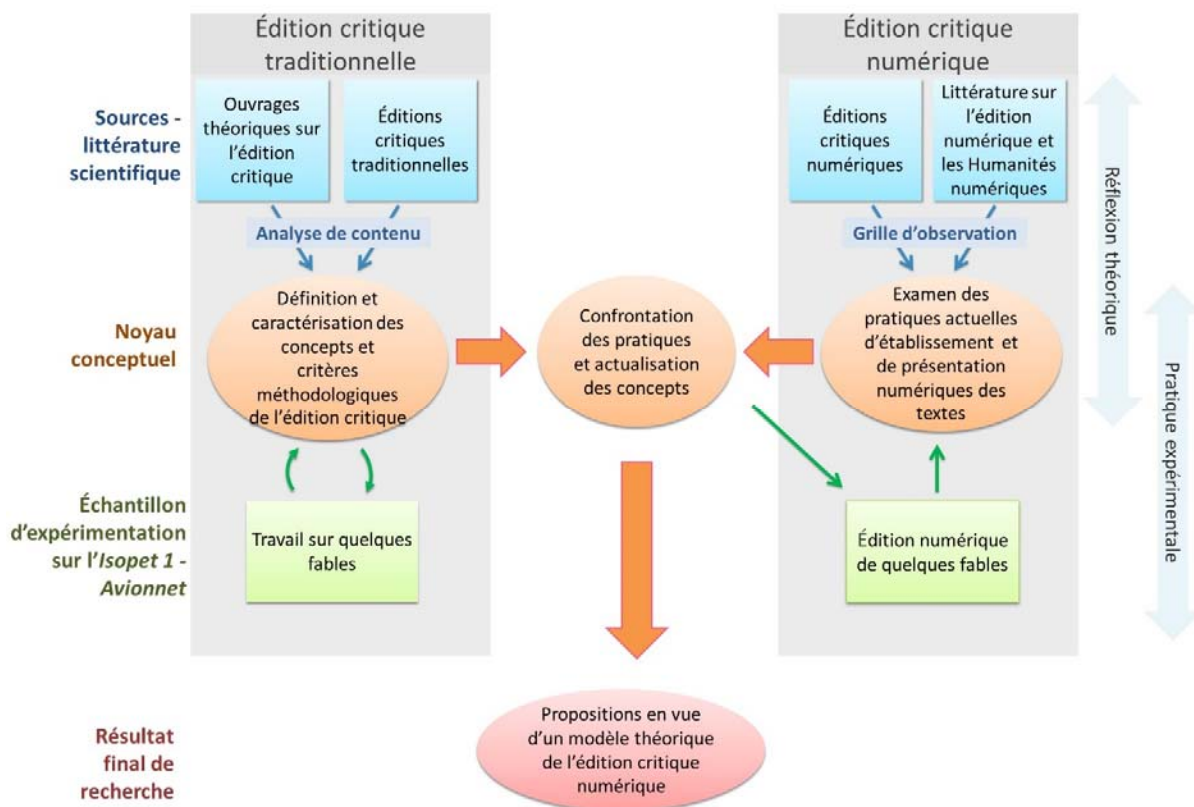 Édition critique
traditionnelle
Édition critique
numérique
Sources -
littérature
scientifique
Ouvrages
théoriques sur
l'édition
critique
Éditions
critiques
traditionnelles
Éditions
critiques
numériques
Littérature sur
l'édition
numérique et
les Humanités
numériques
Analyse de contenu
Grille d'observation
Réflexion théorique
Noyau
conceptuel
Définition et
caractérisation des
concepts et
critères
méthodologiques
de l'édition critique
Confrontation
des pratiques
et actualisation
des concepts
Examen des
pratiques actuelles
d'établissement et
de présentation
numériques des
textes
Pratique expérimentale
Échantillon
d'expérimentation
sur l'Isopet 1 -
Avionnet
Travail sur quelques
fables
Édition numérique
de quelques fables
Résultat
final de
recherche
Propositions en vue
d'un modèle théorique
de l'édition critique
numérique